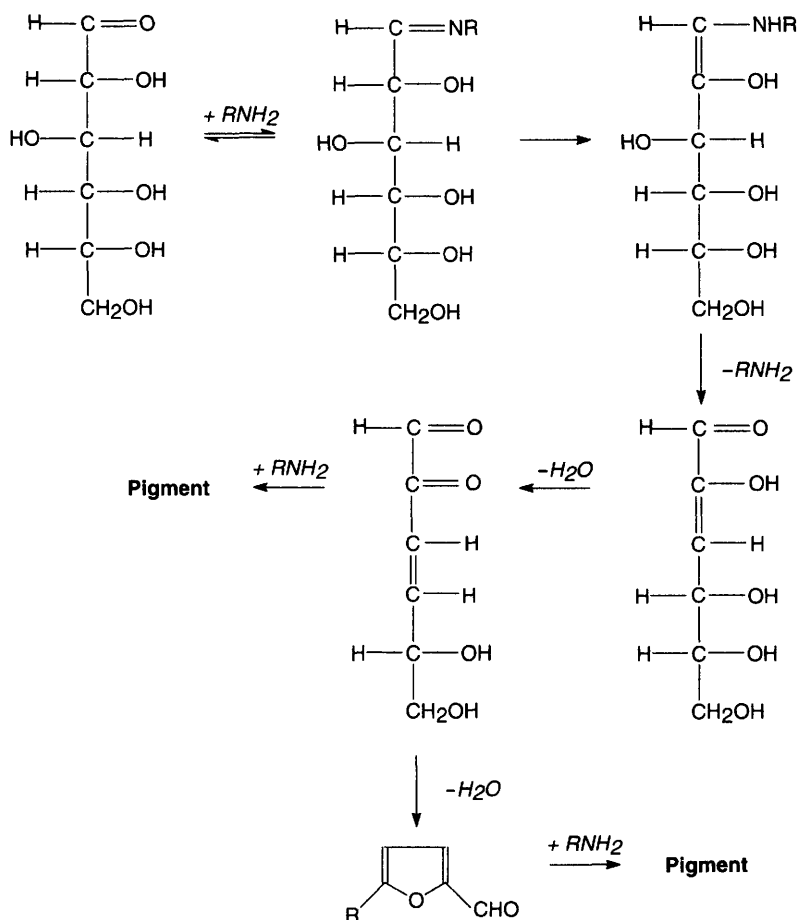 H C O
H C OH
HO C H
H C OH
H C OH
CH2OH
+ RNH2
H C NR
H C OH
HO C H
H C OH
H C OH
CH2OH
H C NHR
C OH
HO C H
H C OH
H C OH
CH2OH
–RNH2
H C O
C OH
C H
H C OH
H C OH
CH2OH
–H2O
H C O
C O
C H
C H
H C OH
CH2OH
+ RNH2
Pigment
–H2O
R O CHO
+ RNH2
Pigment